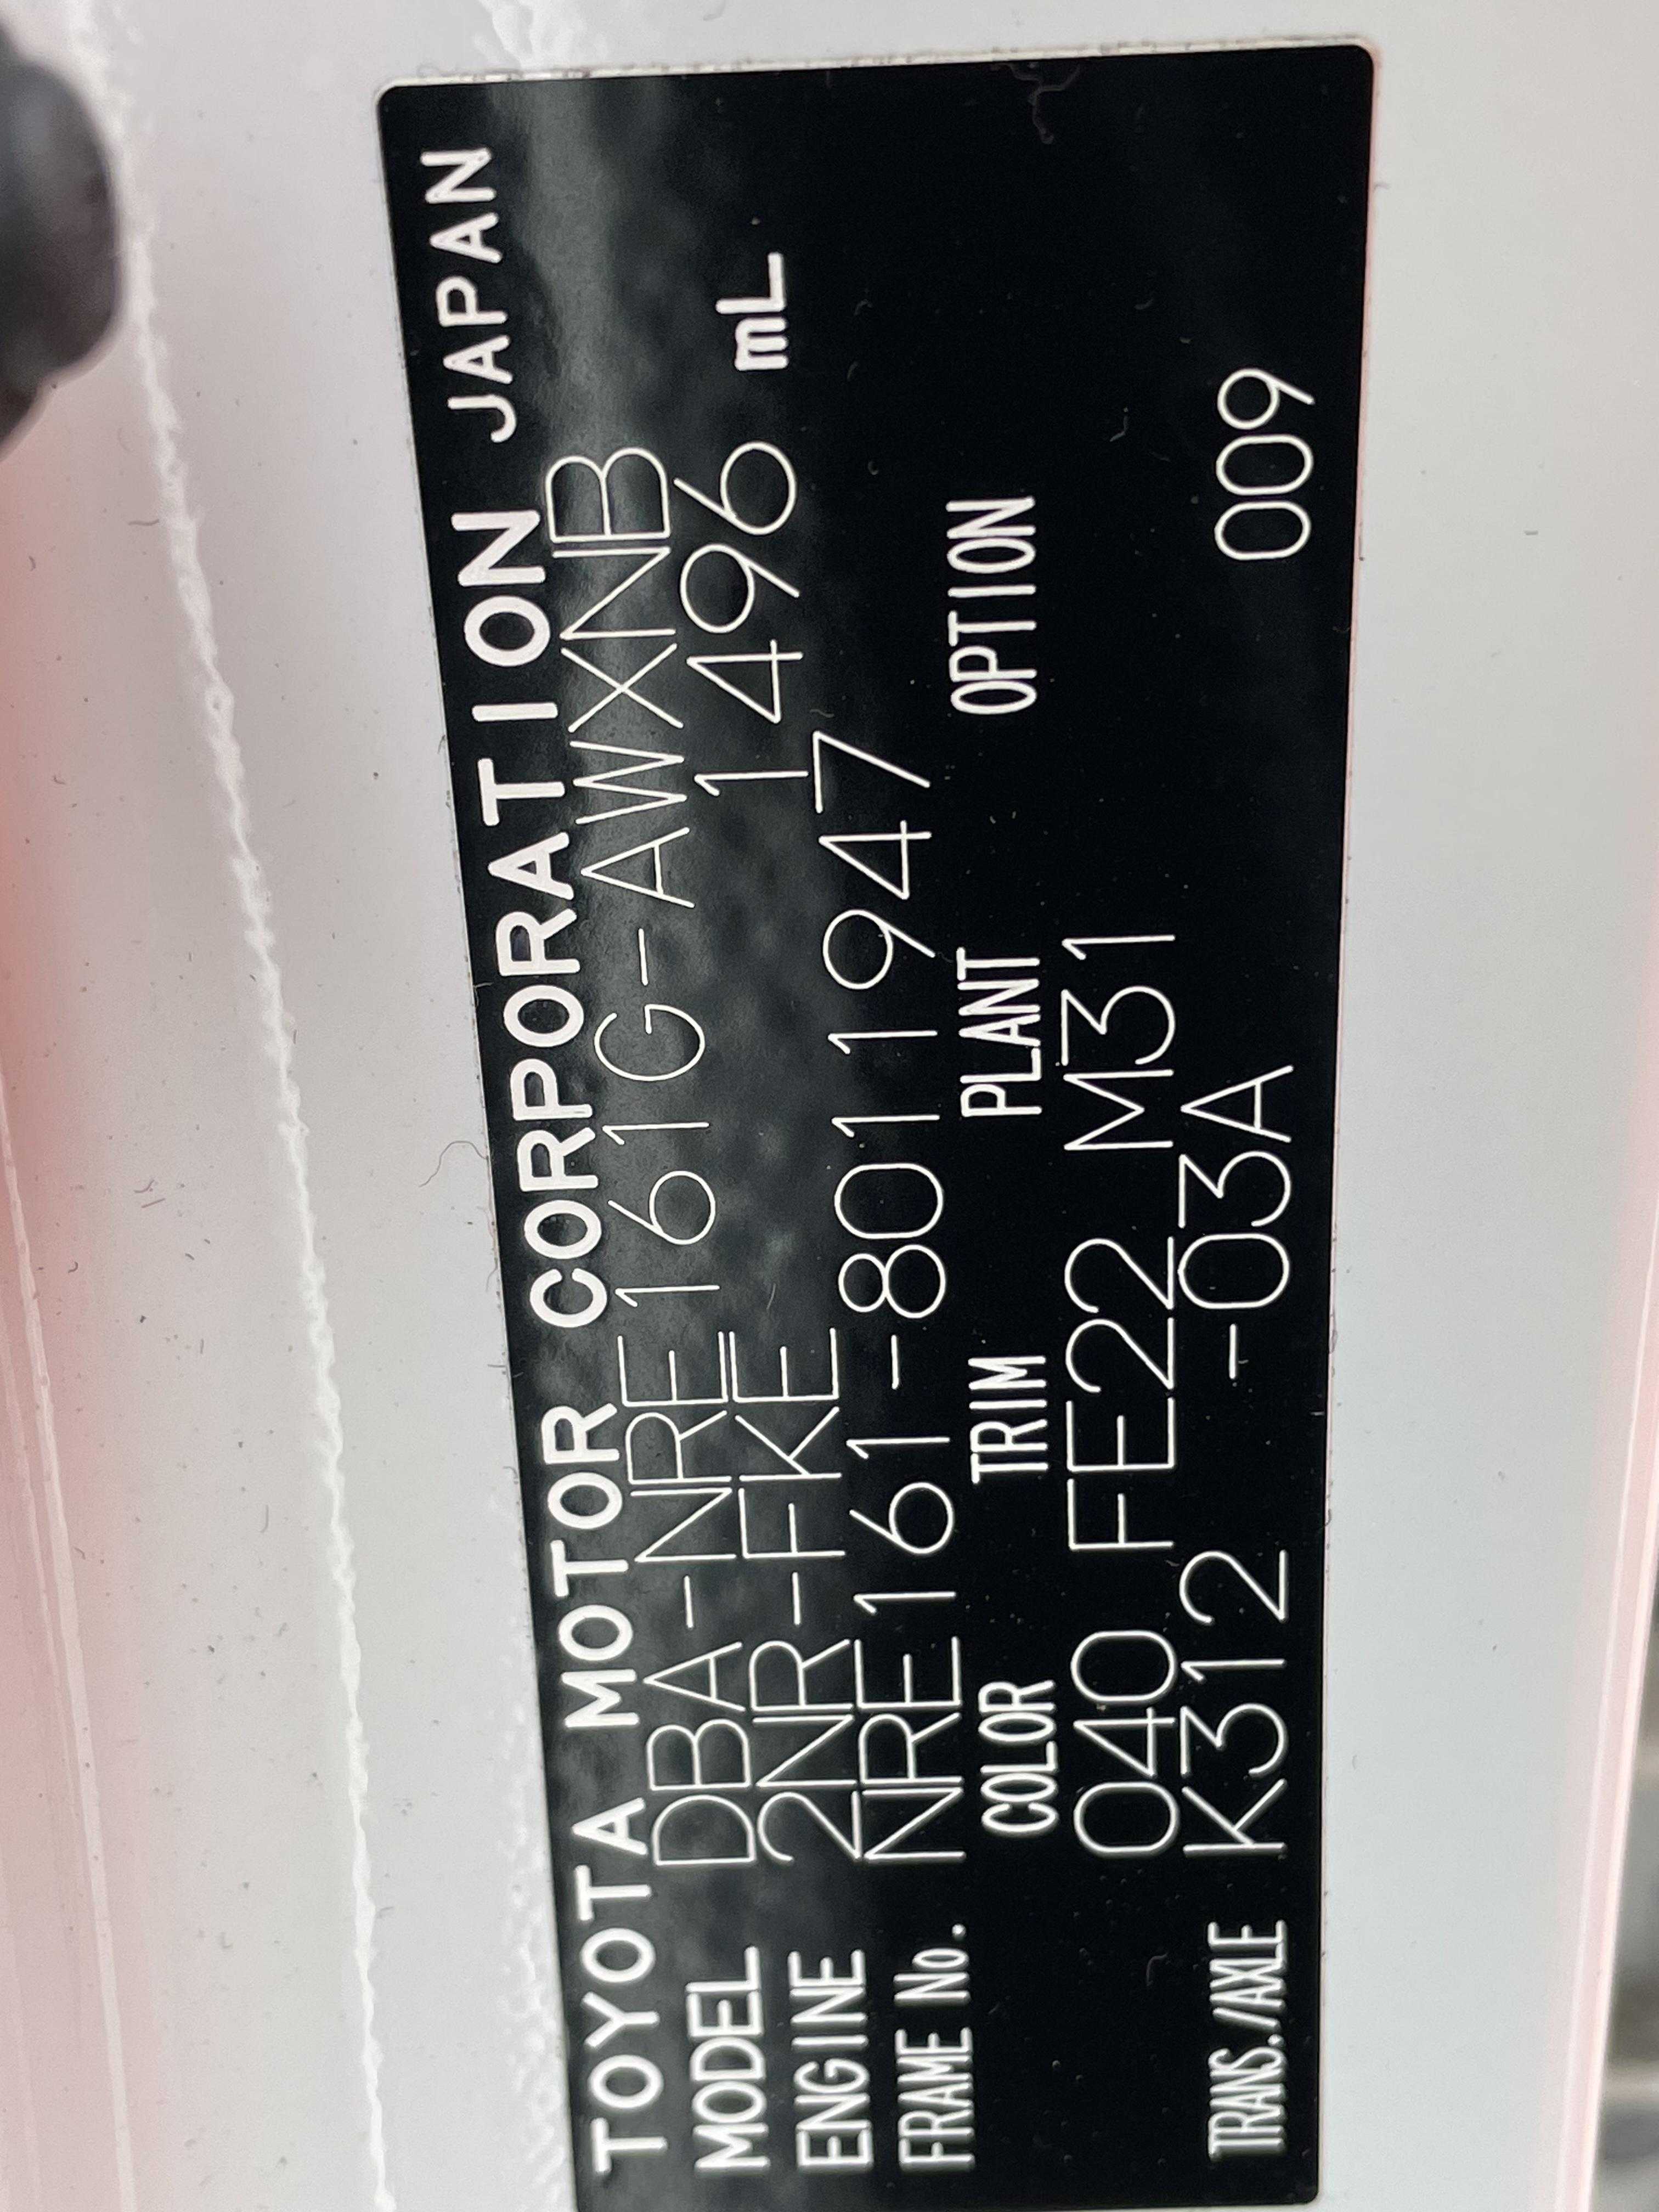 TOYOTA MOTOR CORPORATION JAPAN
MODEL DBA-NRE161G-AWXNB
ENGINE 2NR-FKE 1496 mL
FRAME No. NRE161-8011947
COLOR TRIM PLANT OPTION
040 FE22 M31
TRANS./AXLE K312 -03A 009